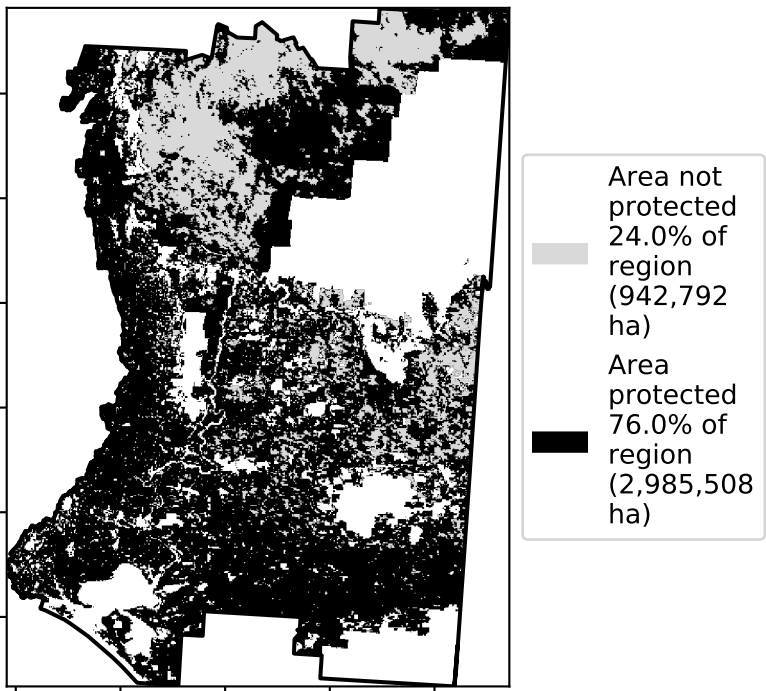 Area not
protected
24.0% of
region
(942,792
ha)
Area
protected
76.0% of
region
(2,985,508
ha)